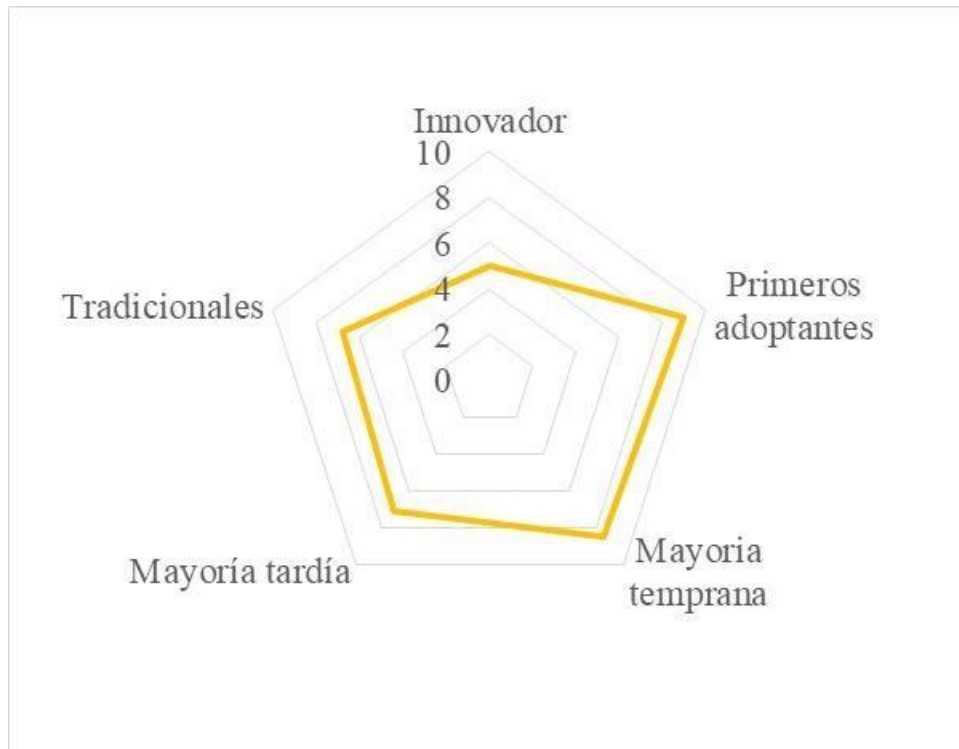 Innovador
10
8
6
4
2
0
Primeros
adoptantes
Mayoria
temprana
Mayoría tardía
Tradicionales